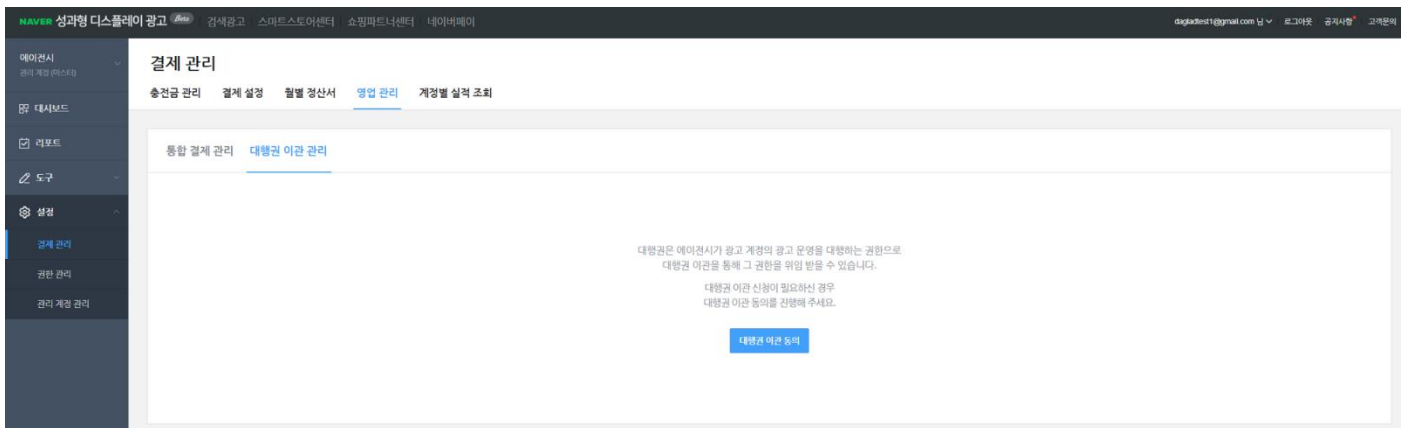 NAVER 성과형 디스플레이 광고 Beta 검색광고 스마트스토어센터 쇼핑파트너센터 네이버페이 dagladtest1@gmail.com 님 로그아웃 공지사항 고객문의
에이전시
관리 계정 (마스터)
대시보드
리포트
도구
설정
결제 관리
권한 관리
관리 계정 관리
결제 관리
충전금 관리 결제 설정 월별 정산서 영업 관리 계정별 실적 조회
통합 결제 관리 대행권 이관 관리
대행권은 에이전시가 광고 계정의 광고 운영을 대행하는 권한으로
대행권 이관을 통해 그 권한을 위임 받을 수 있습니다.
대행권 이관 신청이 필요하신 경우
대행권 이관 동의를 진행해 주세요.
대행권 이관 동의